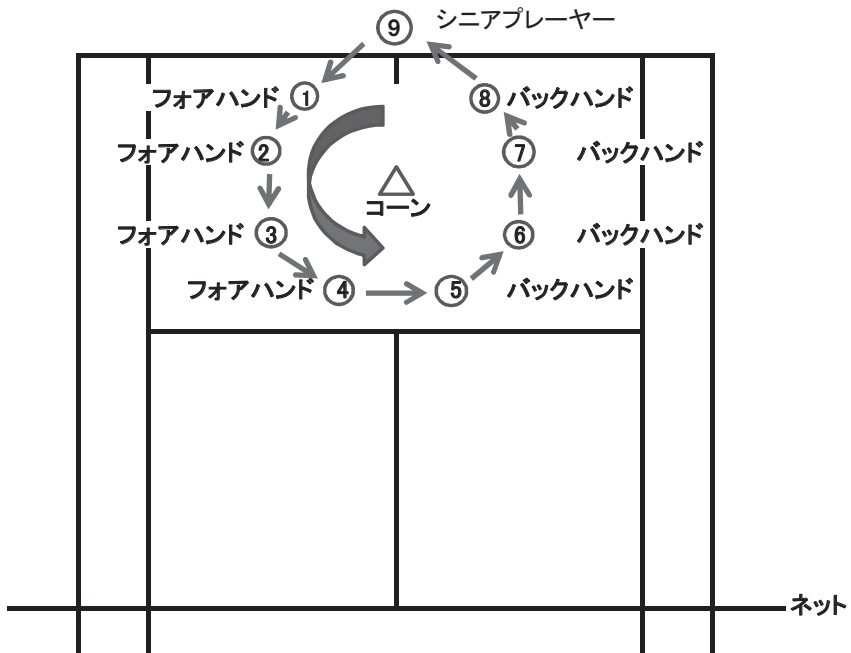 ⑨ シニアプレーヤー
フォアハンド ① ⑧ バックハンド
フォアハンド ② ⑦ バックハンド
コーン
フォアハンド ③ ⑥ バックハンド
フォアハンド ④ ⑤ バックハンド
ネット